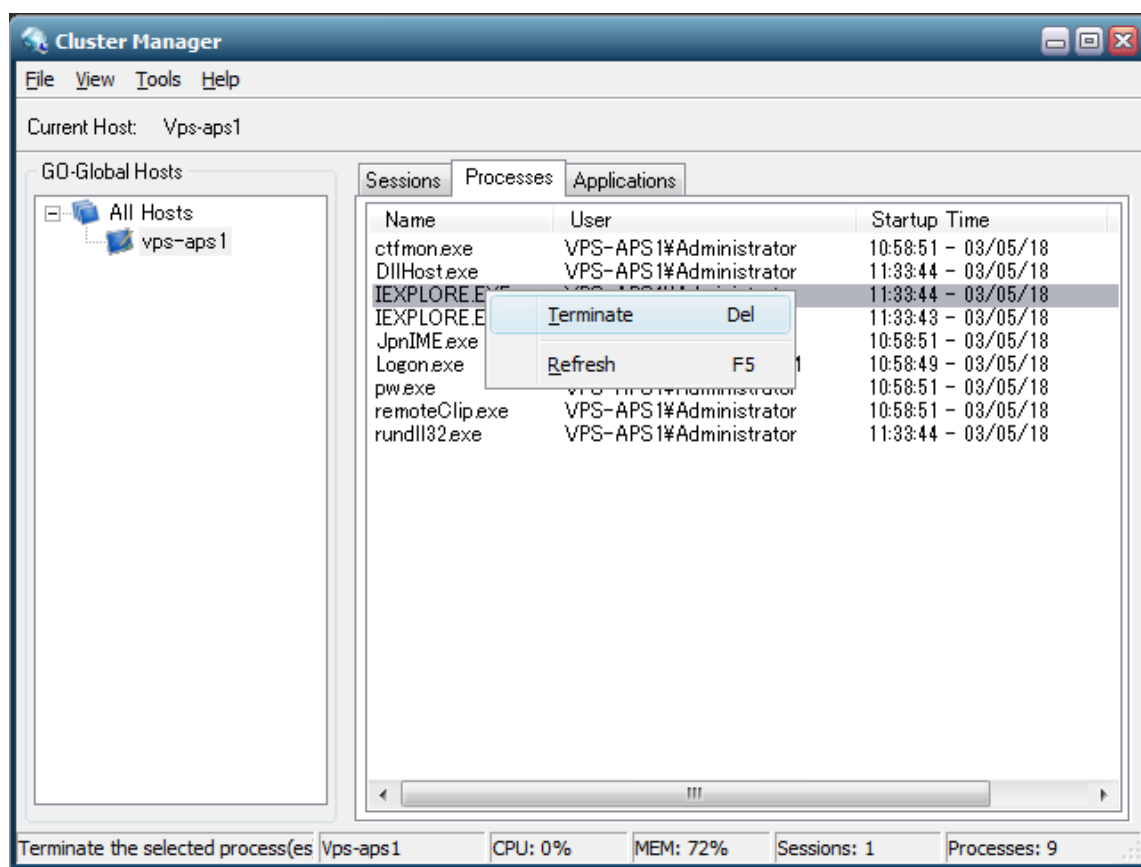 Cluster Manager
File View Tools Help
Current Host: Vps-aps1
GO-Global Hosts
All Hosts
vps-aps1
Sessions Processes Applications
Name User Startup Time
ctfmon.exe VPS-APS1¥Administrator 10:58:51 - 03/05/18
DllHost.exe VPS-APS1¥Administrator 11:33:44 - 03/05/18
IEXPLORE.EXE 11:33:44 - 03/05/18
IEXPLORE.E 11:33:43 - 03/05/18
JpnIME.exe 10:58:51 - 03/05/18
Logon.exe 10:58:49 - 03/05/18
pw.exe 10:58:51 - 03/05/18
remoteClip.exe VPS-APS1¥Administrator 10:58:51 - 03/05/18
rundll32.exe VPS-APS1¥Administrator 11:33:44 - 03/05/18
Terminate Del
Refresh F5
Terminate the selected process(es Vps-aps1 CPU: 0% MEM: 72% Sessions: 1 Processes: 9